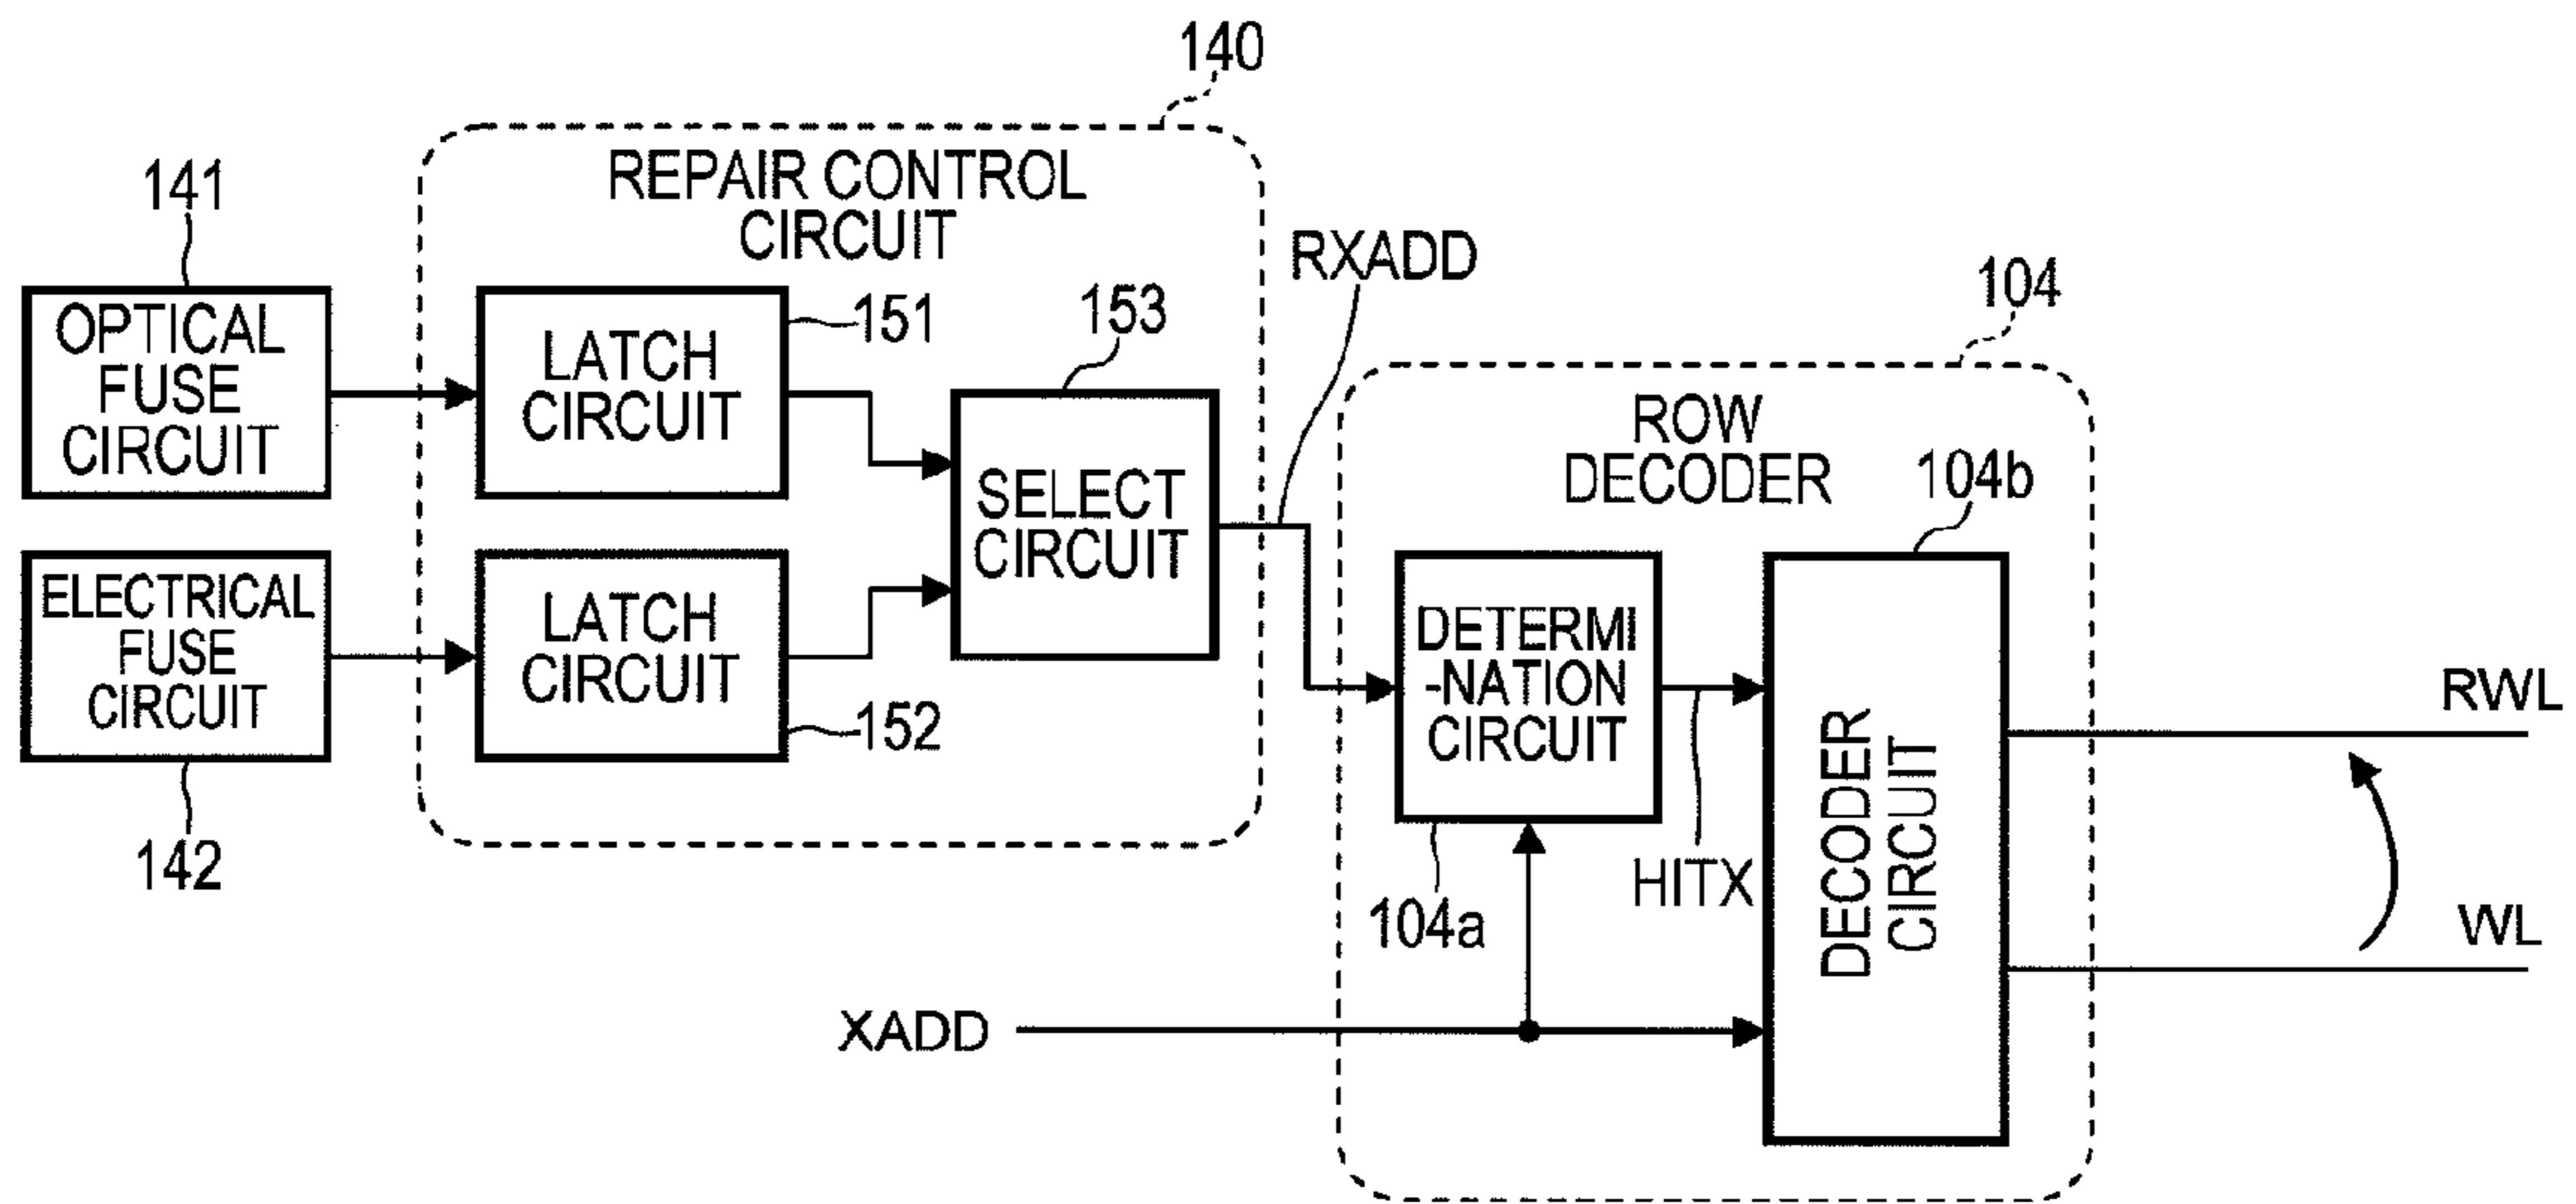 140
REPAIR CONTROL
CIRCUIT
141
OPTICAL
FUSE
CIRCUIT
LATCH
CIRCUIT
151
153
SELECT
CIRCUIT
RXADD
104
ROW
DECODER
104b
ELECTRICAL
FUSE
CIRCUIT
142
LATCH
CIRCUIT
152
DETERMI
-NATION
CIRCUIT
104a
HITX
DECODER
CIRCUIT
RWL
WL
XADD